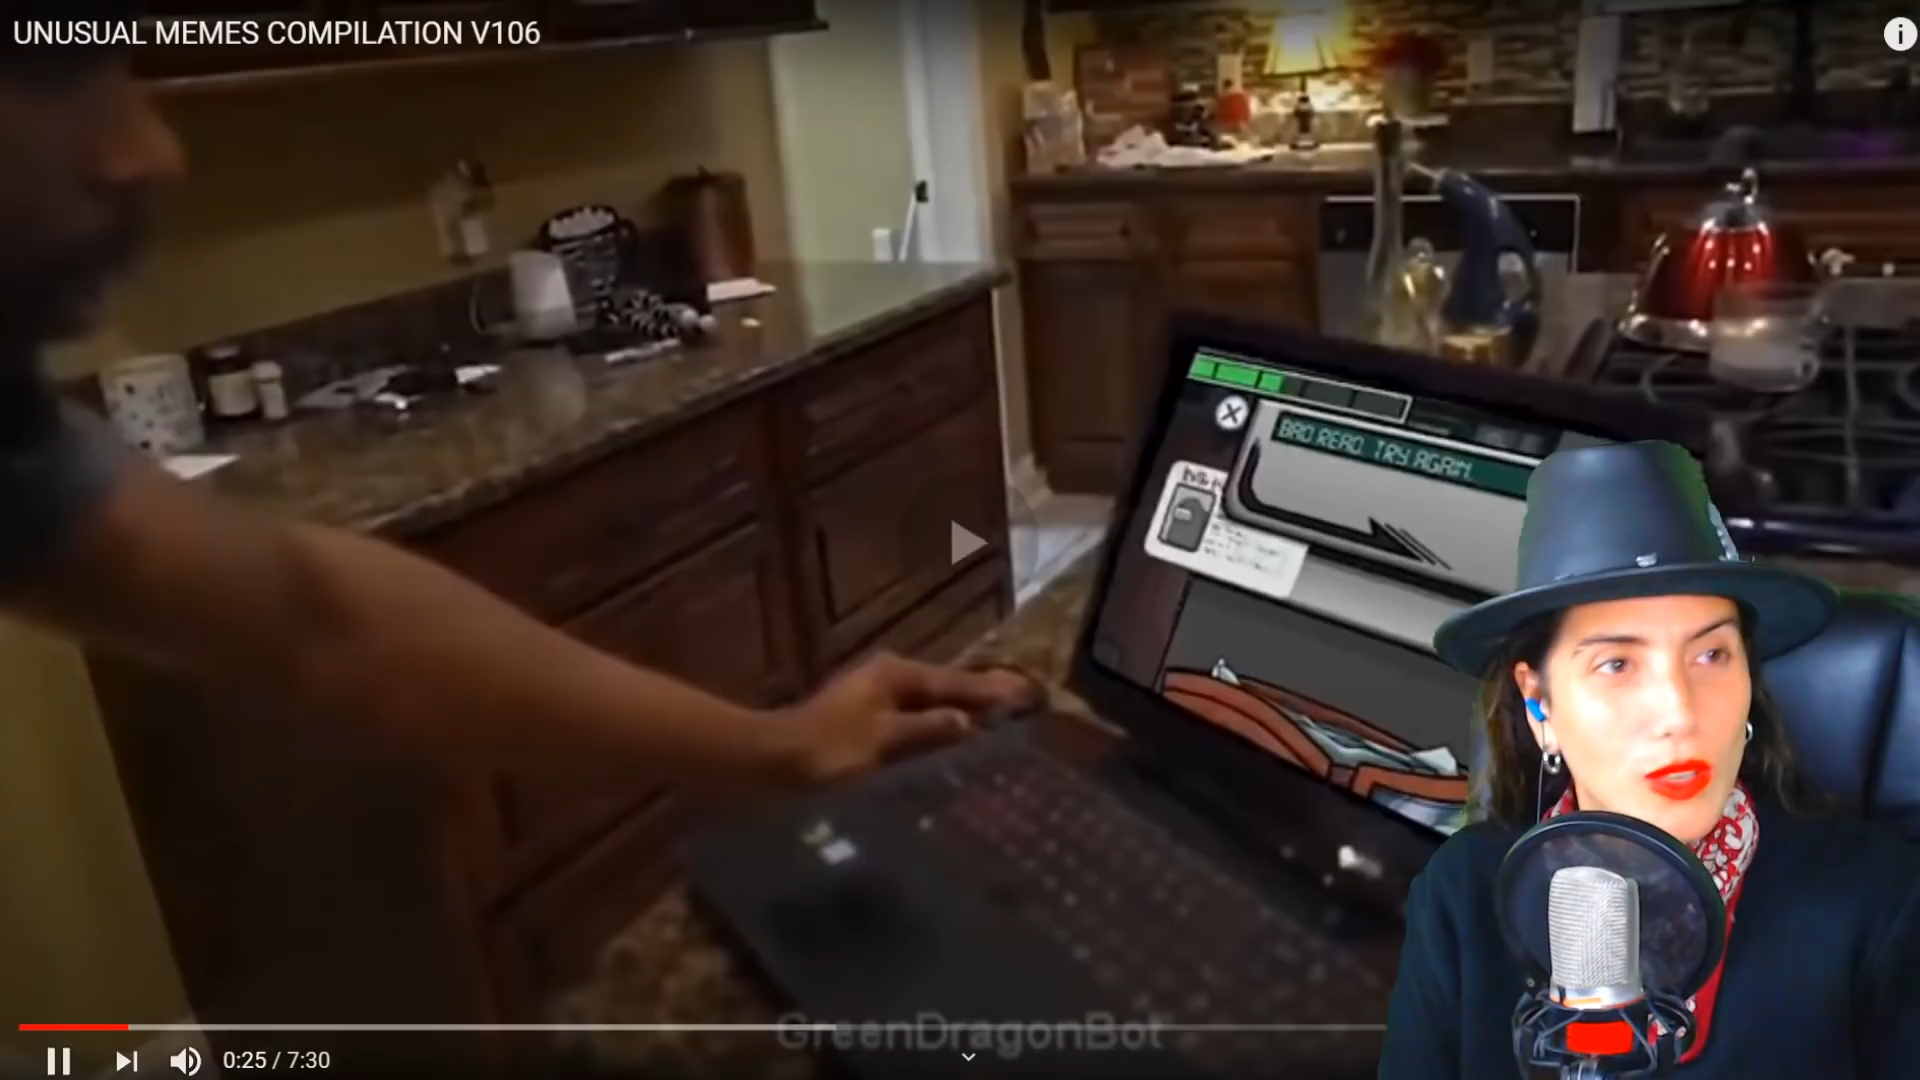 UNUSUAL MEMES COMPILATION V106
BAD READ. TRY AGAIN.
GreenDragonBot
0:25 / 7:30